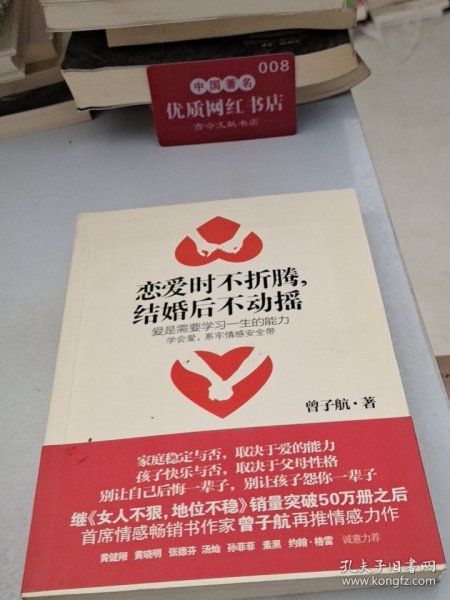 008
中国著名
优质网红书店
古今文献书店
恋爱时不折腾,
结婚后不动摇
爱是需要学习一生的能力
学会爱，系牢情感安全带
曾子航·著
家庭稳定与否，取决于爱的能力
孩子快乐与否，取决于父母性格
别让自己后悔一辈子，别让孩子怨你一辈子
继《女人不狠，地位不稳》销量突破50万册之后
首席情感畅销书作家曾子航再推情感力作
黄健翔 黄晓明 张德芬 汤灿 孙菲菲 素黑 约翰·格雷 诚意力荐
孔夫子旧书网
book.kongfz.com